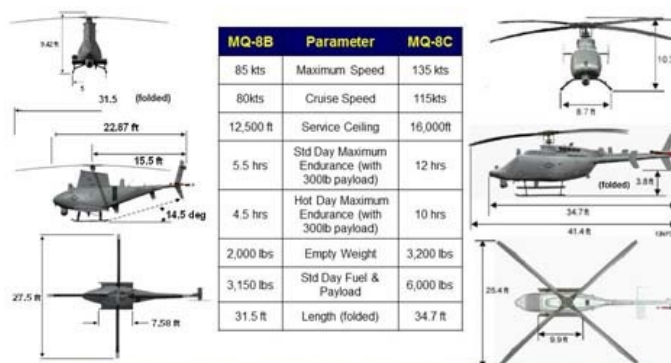 9.42 ft
31.5 (folded)
22.87 ft
15.5 ft
14.5 deg
27.5 ft
7.58 ft
MQ-8B Parameter MQ-8C
85 kts Maximum Speed 135 kts
80kts Cruise Speed 115kts
12,500 ft Service Ceiling 16,000ft
5.5 hrs Std Day Maximum Endurance (with 300lb payload) 12 hrs
4.5 hrs Hot Day Maximum Endurance (with 300lb payload) 10 hrs
2,000 lbs Empty Weight 3,200 lbs
3,150 lbs Std Day Fuel & Payload 6,000 lbs
31.5 ft Length (folded) 34.7 ft
10.
8.7 ft
(folded) 3.8ft
34.7 ft
41.4 ft
25.4 ft
9.9ft